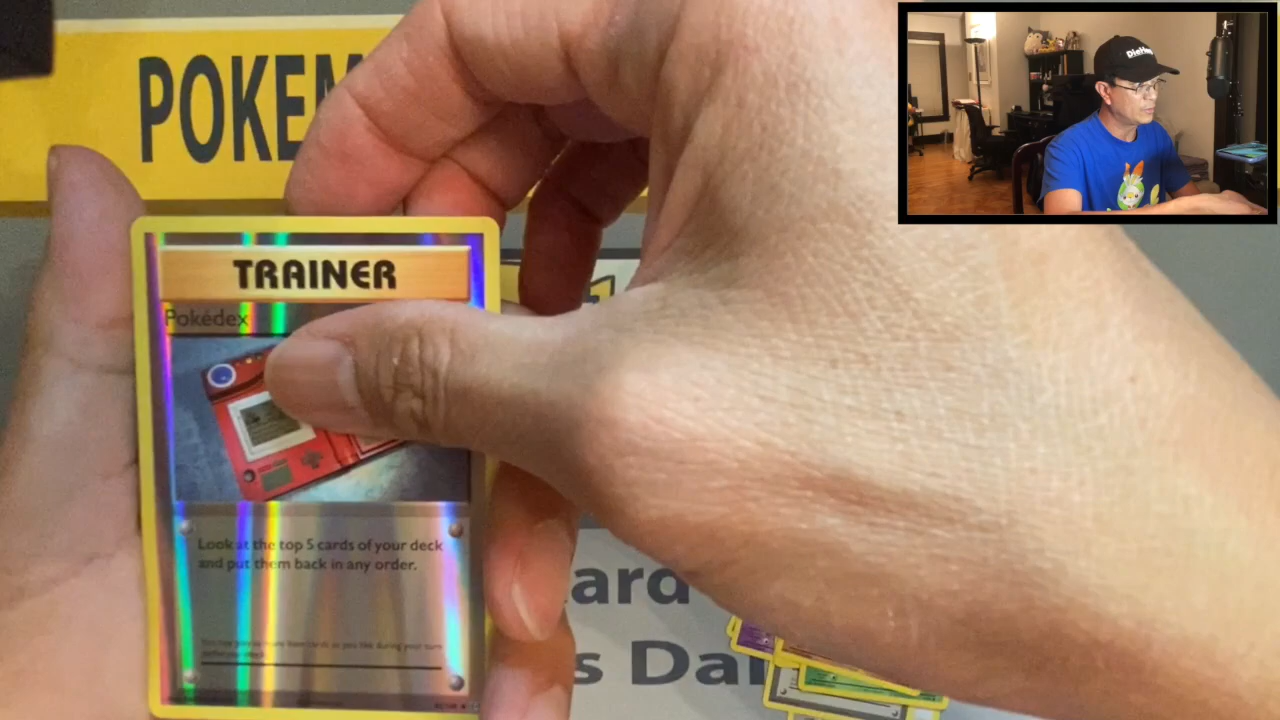 POKEM
TRAINER
Pokédex
Look at the top 5 cards of your deck
and put them back in any order.
ard
s Dai